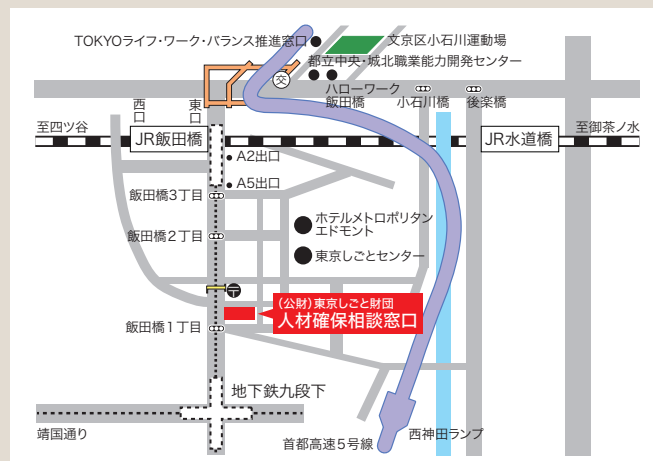 TOKYOライフ・ワーク・バランス推進窓口
文京区小石川運動場
都立中央・城北職業能力開発センター
交
ハローワーク
飯田橋
小石川橋
後楽橋
西口
東口
至四ツ谷
JR飯田橋
JR水道橋
至御茶ノ水
A2出口
A5出口
飯田橋3丁目
ホテルメトロポリタン
エドモント
飯田橋2丁目
東京しごとセンター
〒
(公財)東京しごと財団
人材確保相談窓口
飯田橋1丁目
地下鉄九段下
靖国通り
首都高速5号線
西神田ランプ